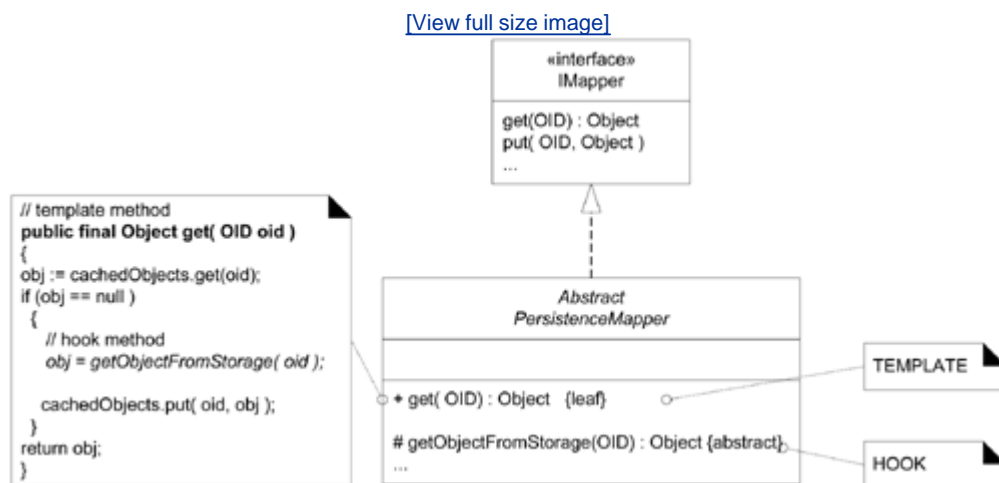 [View full size image]
«interface»
IMapper
get(OID) : Object
put( OID, Object )
...
// template method
public final Object get( OID oid )
{
obj := cachedObjects.get(oid);
if (obj == null )
{
// hook method
obj = getObjectFromStorage( oid );
cachedObjects.put( oid, obj );
}
return obj;
}
Abstract
PersistenceMapper
+ get( OID) : Object {leaf}
# getObjectFromStorage(OID) : Object {abstract}
...
TEMPLATE
HOOK